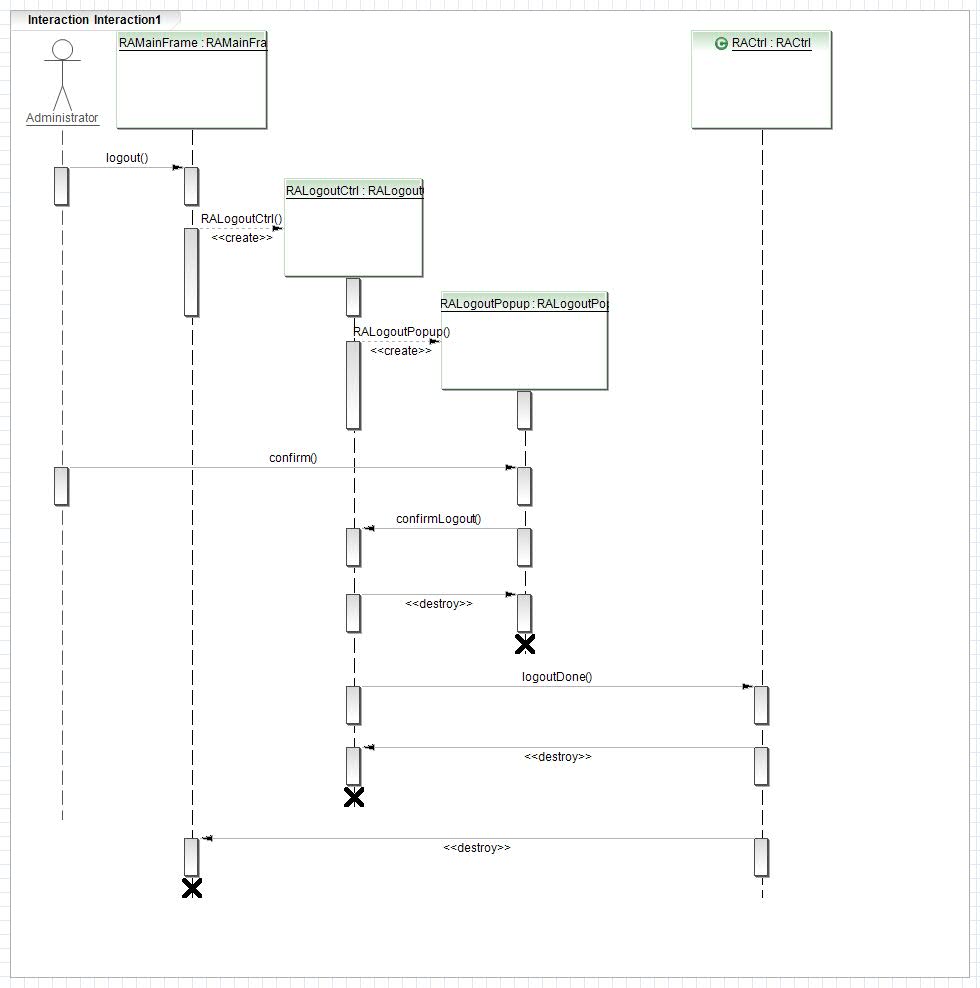 Interaction Interaction1
RAMainFrame : RAMainFra
C RACtrl : RACtrl
Administrator
logout()
RALogoutCtrl : RALogout
RALogoutCtrl()
<<create>>
RALogoutPopup : RALogoutPo
RALogoutPopup()
<<create>>
confirm()
confirmLogout()
<<destroy>>
logoutDone()
<<destroy>>
<<destroy>>